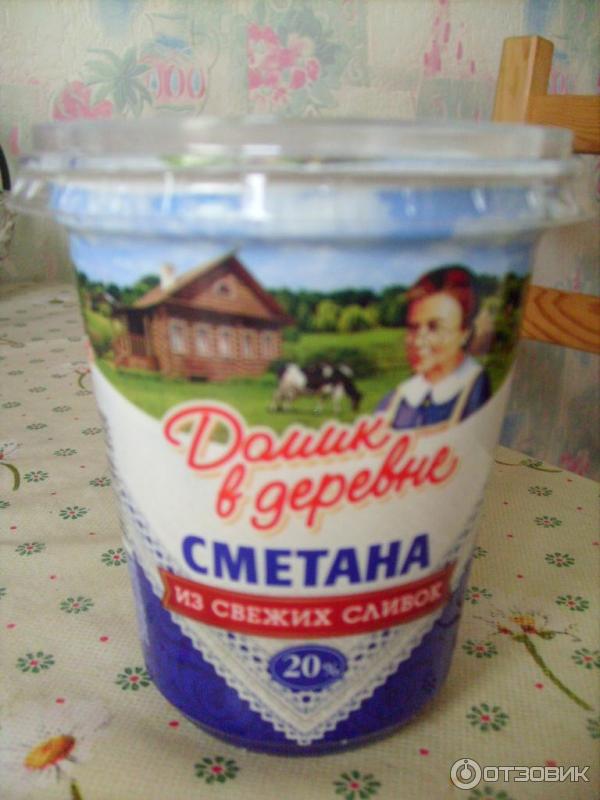 Домик
в деревне
СМЕТАНА
ИЗ СВЕЖИХ СЛИВОК
20%
ОТЗОВИК